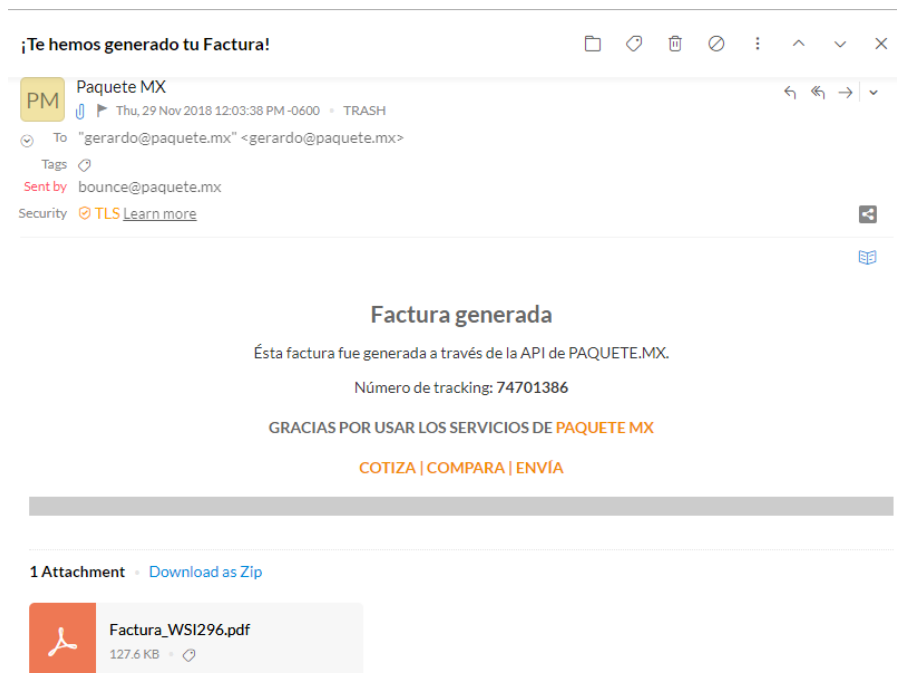 ¡Te hemos generado tu Factura!
PM
Paquete MX
Thu, 29 Nov 2018 12:03:38 PM -0600 • TRASH
To "gerardo@paquete.mx" <gerardo@paquete.mx>
Tags
Sent by bounce@paquete.mx
Security TLS Learn more
Factura generada
Ésta factura fue generada a través de la API de PAQUETE.MX.
Número de tracking: 74701386
GRACIAS POR USAR LOS SERVICIOS DE PAQUETE MX
COTIZA | COMPARA | ENVÍA
1 Attachment • Download as Zip
Factura_WSI296.pdf
127.6 KB